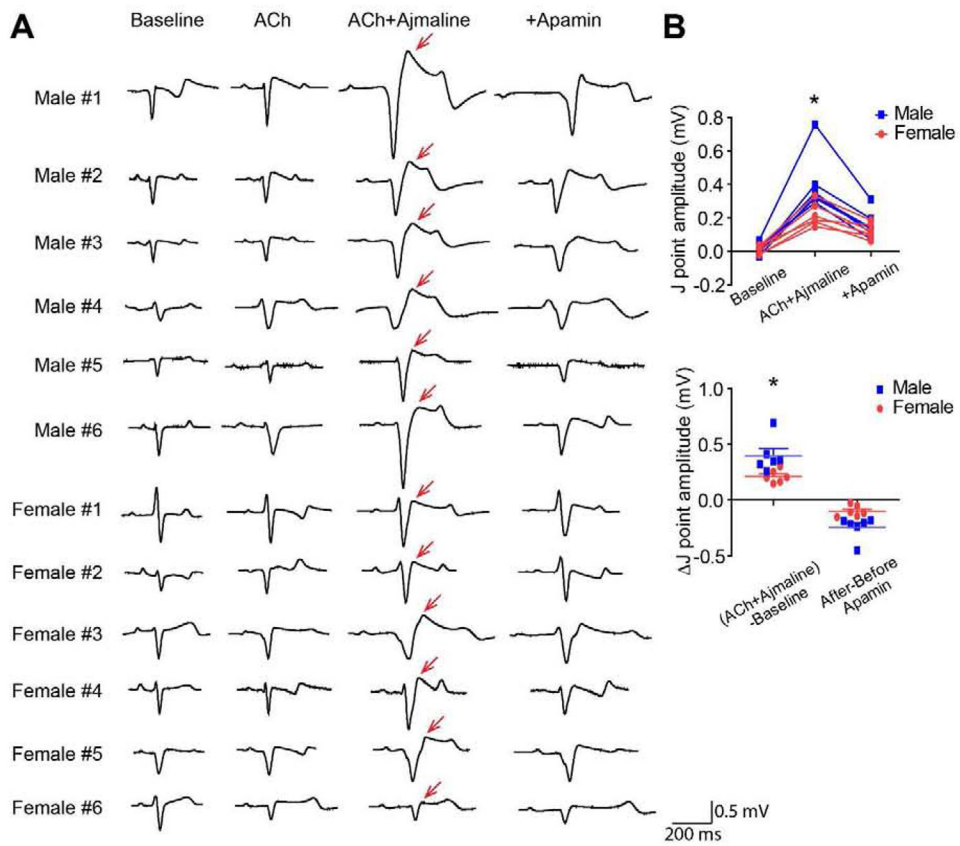 A
Baseline ACh ACh+Ajmaline +Apamin
Male #1
Male #2
Male #3
Male #4
Male #5
Male #6
Female #1
Female #2
Female #3
Female #4
Female #5
Female #6
0.5 mV
200 ms
B
*
Male
Female
J point amplitude (mV)
0.8
0.6
0.4
0.2
0.0
-0.2
Baseline
ACh+Ajmaline
+Apamin
*
Male
Female
ΔJ point amplitude (mV)
1.0
0.5
0.0
-0.5
(ACh+Ajmaline)
-Baseline
After-Before
Apamin